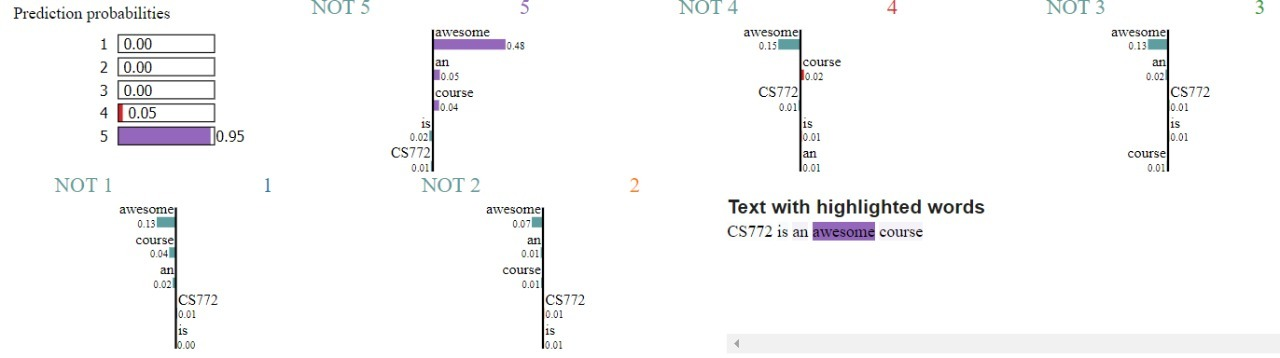 Prediction probabilities
1 0.00
2 0.00
3 0.00
4 0.05
5 0.95
NOT 5 5
awesome
0.48
an
0.05
course
0.04
is
0.02
CS772
0.01
NOT 4 4
awesome
0.15
course
0.02
CS772
0.01
is
0.01
an
0.01
NOT 3 3
awesome
0.13
an
0.02
CS772
0.01
is
0.01
course
0.01
NOT 1 1
awesome
0.13
course
0.04
an
0.02
CS772
0.01
is
0.00
NOT 2 2
awesome
0.07
an
0.01
course
0.01
CS772
0.01
is
0.01
Text with highlighted words
CS772 is an awesome course